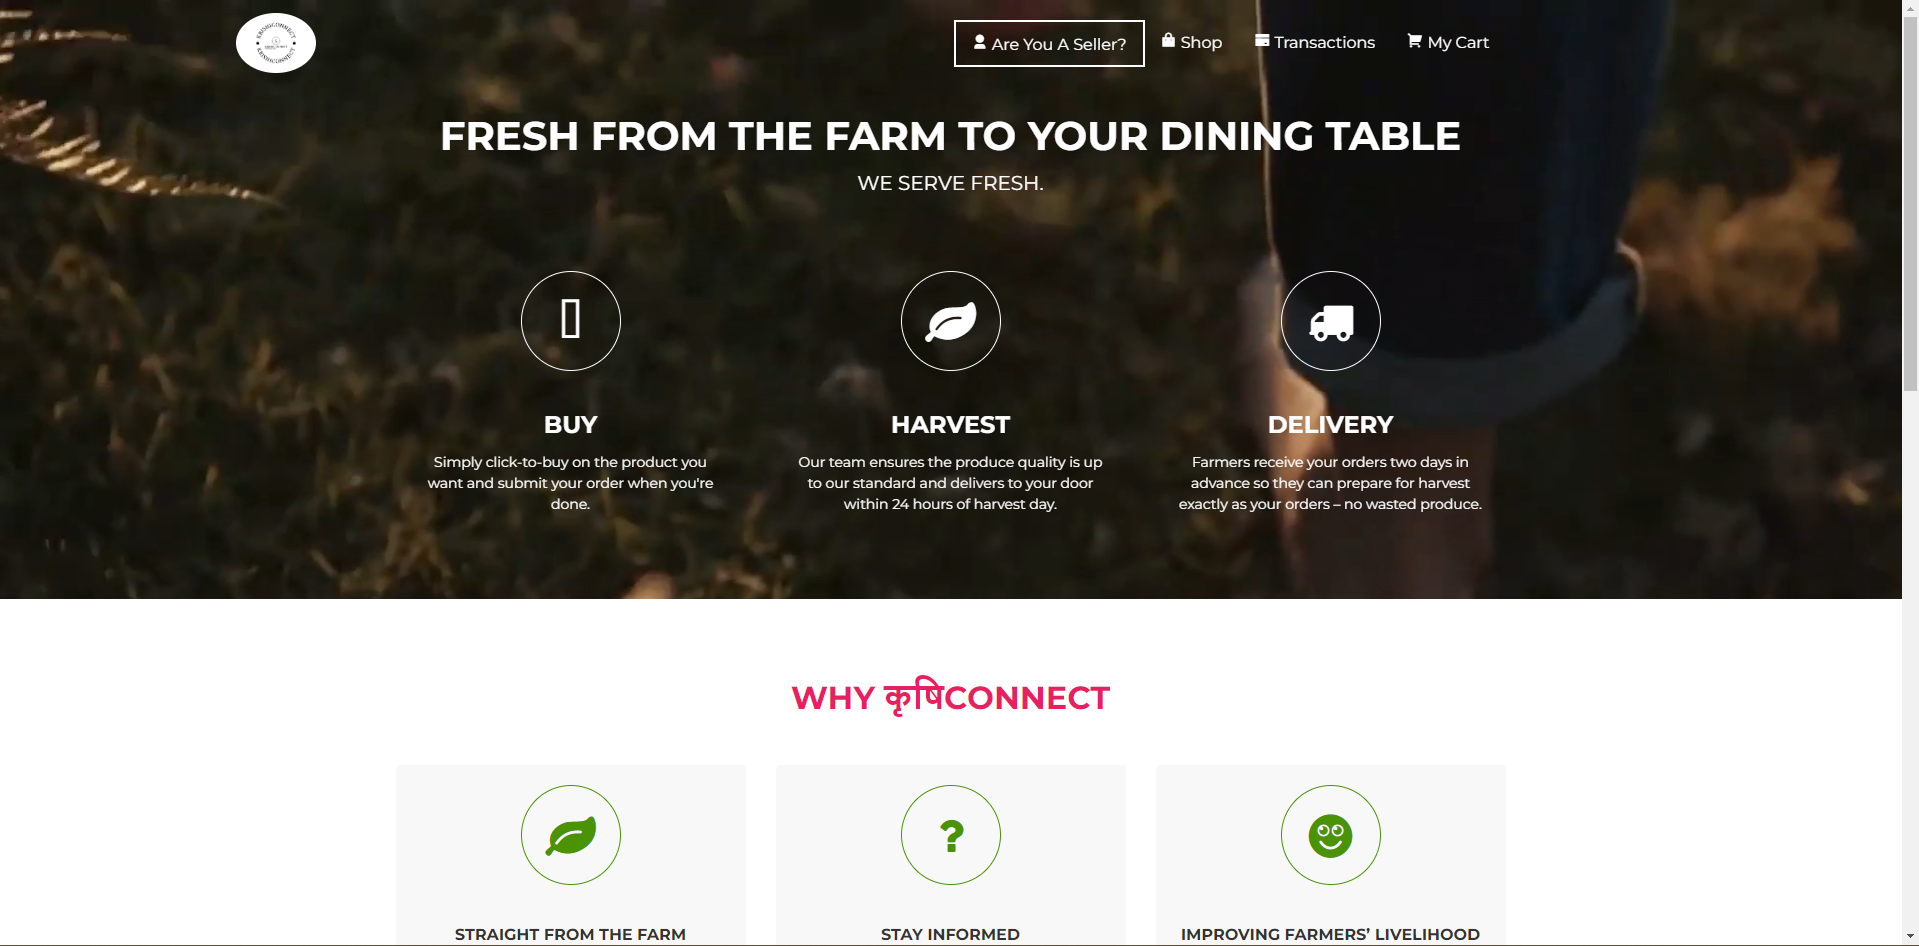 KRISHICONNECT
KRISHICONNECT
Are You A Seller?
Shop
Transactions
My Cart
FRESH FROM THE FARM TO YOUR DINING TABLE
WE SERVE FRESH.
BUY
Simply click-to-buy on the product you
want and submit your order when you're
done.
HARVEST
Our team ensures the produce quality is up
to our standard and delivers to your door
within 24 hours of harvest day.
DELIVERY
Farmers receive your orders two days in
advance so they can prepare for harvest
exactly as your orders – no wasted produce.
WHY कृषिCONNECT
STRAIGHT FROM THE FARM
STAY INFORMED
IMPROVING FARMERS’ LIVELIHOOD